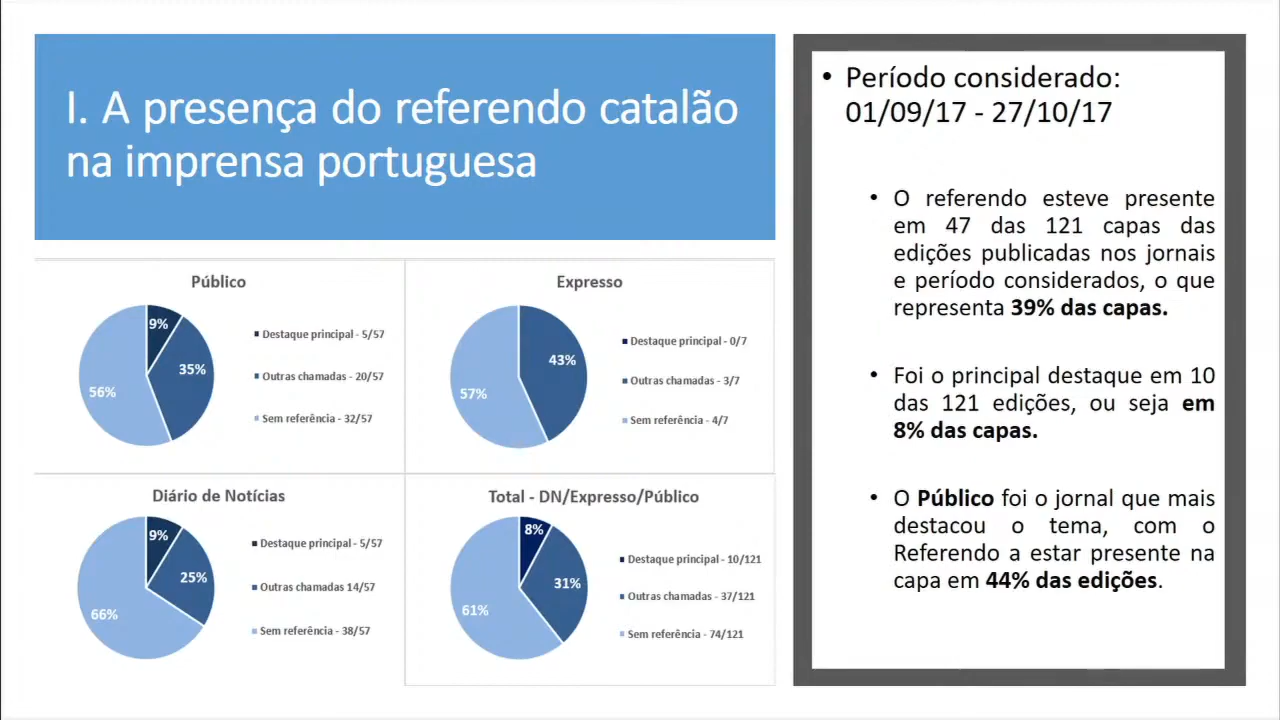 I. A presença do referendo catalão
na imprensa portuguesa
Público
9%
35%
56%
Destaque principal - 5/57
Outras chamadas - 20/57
Sem referência - 32/57
Expresso
43%
57%
Destaque principal - 0/7
Outras chamadas - 3/7
Sem referência - 4/7
Diário de Notícias
9%
25%
66%
Destaque principal - 5/57
Outras chamadas 14/57
Sem referência - 38/57
Total - DN/Expresso/Público
8%
31%
61%
Destaque principal - 10/121
Outras chamadas - 37/121
Sem referência - 74/121
• Período considerado:
01/09/17 - 27/10/17
• O referendo esteve presente
em 47 das 121 capas das
edições publicadas nos jornais
e período considerados, o que
representa 39% das capas.
• Foi o principal destaque em 10
das 121 edições, ou seja em
8% das capas.
• O Público foi o jornal que mais
destacou o tema, com o
Referendo a estar presente na
capa em 44% das edições.